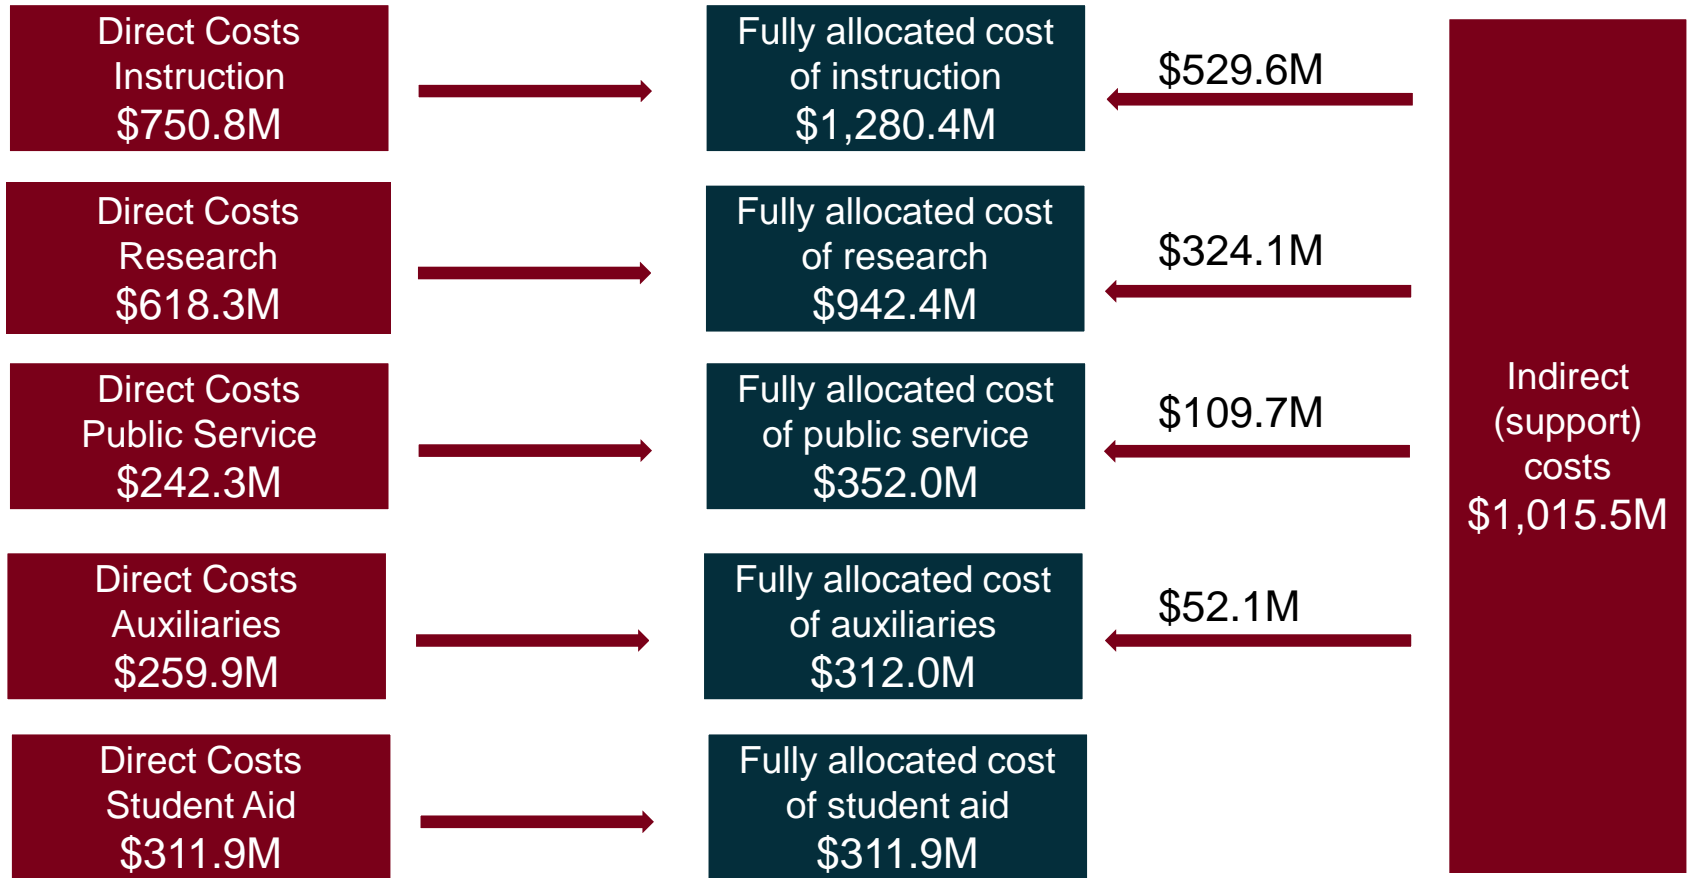 Direct Costs
Instruction
$750.8M
Fully allocated cost
of instruction
$1,280.4M
$529.6M
Direct Costs
Research
$618.3M
Fully allocated cost
of research
$942.4M
$324.1M
Direct Costs
Public Service
$242.3M
Fully allocated cost
of public service
$352.0M
$109.7M
Direct Costs
Auxiliaries
$259.9M
Fully allocated cost
of auxiliaries
$312.0M
$52.1M
Direct Costs
Student Aid
$311.9M
Fully allocated cost
of student aid
$311.9M
Indirect
(support)
costs
$1,015.5M